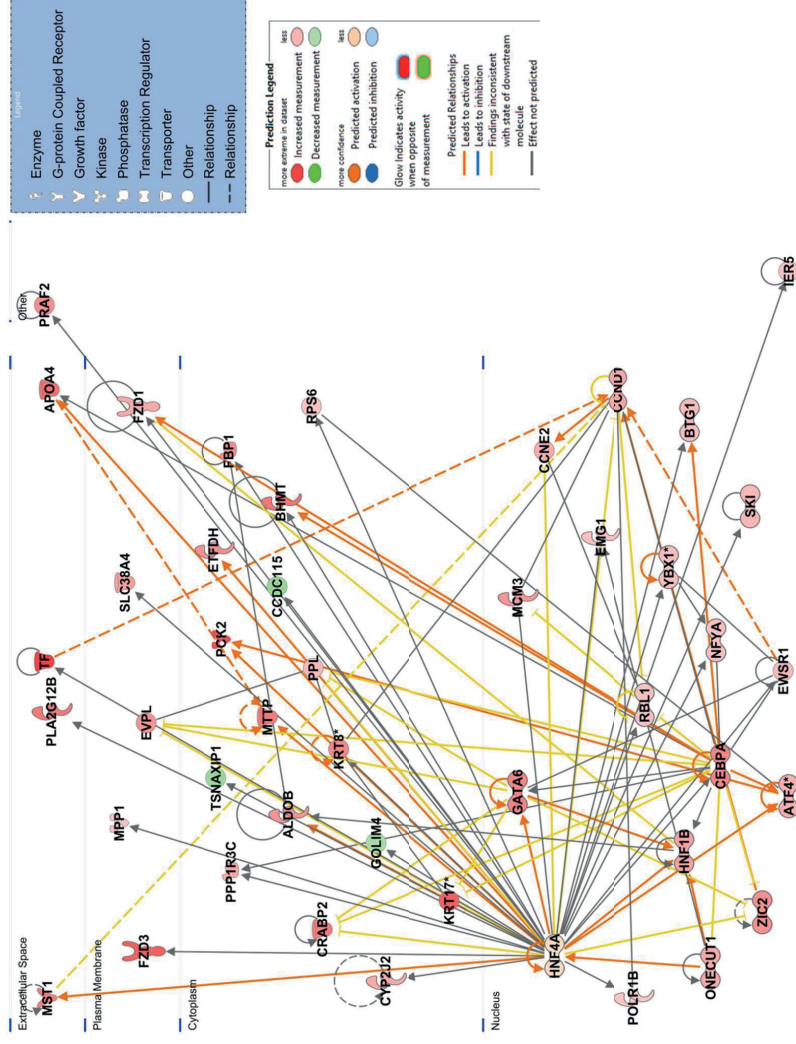 Extracellular Space
MST1
PLA2G12B
TF
APOA4
Other
PRAF2
Plasma Membrane
FZD3
MPP1
EVPL
SLC38A4
FZD1
Cytoplasm
CYP2J2
CRABP2
PPP1R3C
KRT17*
GOLIM4
ALDOB
TSNAXIP1
KRT8*
MTTP
PPL
PCK2
ETFDH
CCDC115
BHMT
FBP1
RPS6
Nucleus
HNF4A
POLR1B
ONECUT1
ZIC2
HNF1B
GATA6
ATF4*
CEBPA
RBL1
MCM3
EMG1
CCNE2
CCND1
NFYA
YBX1*
EWSR1
BTG1
SKI
IER5
Legend
Enzyme
G-protein Coupled Receptor
Growth factor
Kinase
Phosphatase
Transcription Regulator
Transporter
Other
Relationship
Relationship
Prediction Legend
more extreme in dataset less
Increased measurement
Decreased measurement
more confidence less
Predicted activation
Predicted inhibition
Glow Indicates activity
when opposite
of measurement
Predicted Relationships
Leads to activation
Leads to inhibition
Findings inconsistent
with state of downstream
molecule
Effect not predicted